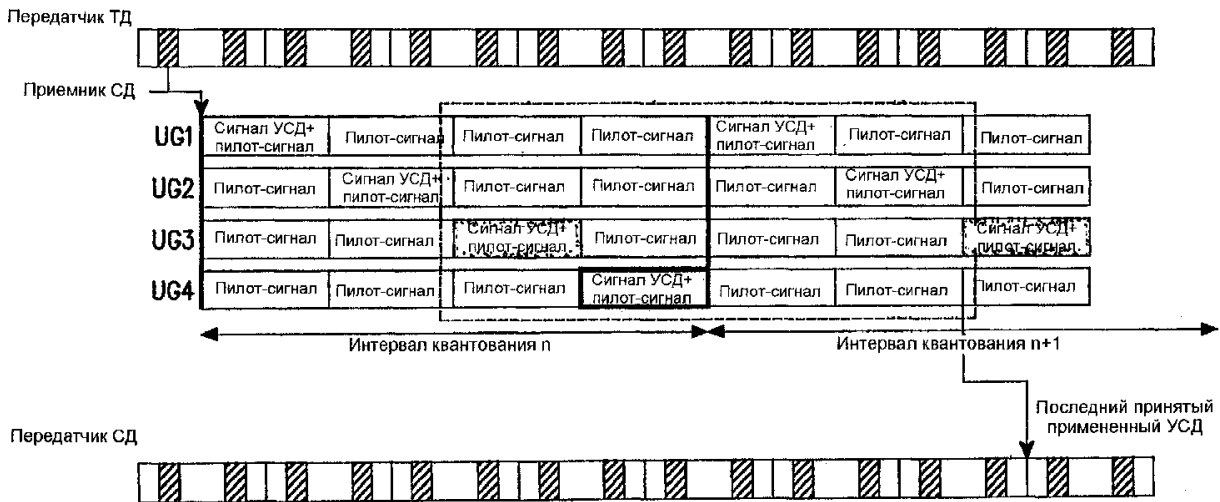 Передатчик ТД
Приемник СД
UG1
Сигнал УСД+
пилот-сигнал
Пилот-сигнал
Пилот-сигнал
Пилот-сигнал
Сигнал УСД+
пилот-сигнал
Пилот-сигнал
Пилот-сигнал
UG2
Пилот-сигнал
Сигнал УСД+
пилот-сигнал
Пилот-сигнал
Пилот-сигнал
Пилот-сигнал
Сигнал УСД+
пилот-сигнал
Пилот-сигнал
UG3
Пилот-сигнал
Пилот-сигнал
Сигнал УСД+
пилот-сигнал
Пилот-сигнал
Пилот-сигнал
Пилот-сигнал
Сигнал УСД+
пилот-сигнал
UG4
Пилот-сигнал
Пилот-сигнал
Пилот-сигнал
Сигнал УСД+
пилот-сигнал
Пилот-сигнал
Пилот-сигнал
Пилот-сигнал
Интервал квантования n
Интервал квантования n+1
Последний принятый
примененный УСД
Передатчик СД